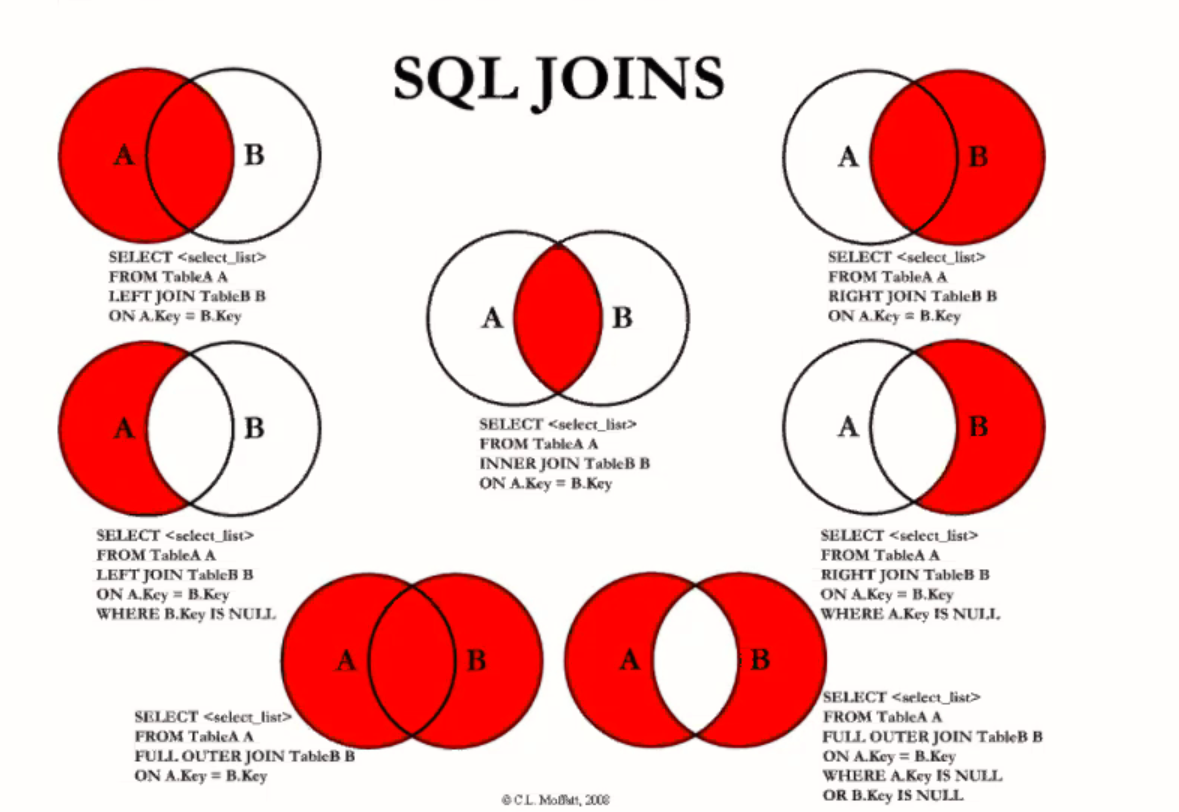 SQL JOINS
A B
SELECT <select_list>
FROM TableA A
LEFT JOIN TableB B
ON A.Key = B.Key
A B
SELECT <select_list>
FROM TableA A
RIGHT JOIN TableB B
ON A.Key = B.Key
A B
SELECT <select_list>
FROM TableA A
INNER JOIN TableB B
ON A.Key = B.Key
A B
SELECT <select_list>
FROM TableA A
LEFT JOIN TableB B
ON A.Key = B.Key
WHERE B.Key IS NULL
A B
SELECT <select_list>
FROM TableA A
RIGHT JOIN TableB B
ON A.Key = B.Key
WHERE A.Key IS NULL
A B
SELECT <select_list>
FROM TableA A
FULL OUTER JOIN TableB B
ON A.Key = B.Key
A B
SELECT <select_list>
FROM TableA A
FULL OUTER JOIN TableB B
ON A.Key = B.Key
WHERE A.Key IS NULL
OR B.Key IS NULL
© C.L. Moffatt, 2008